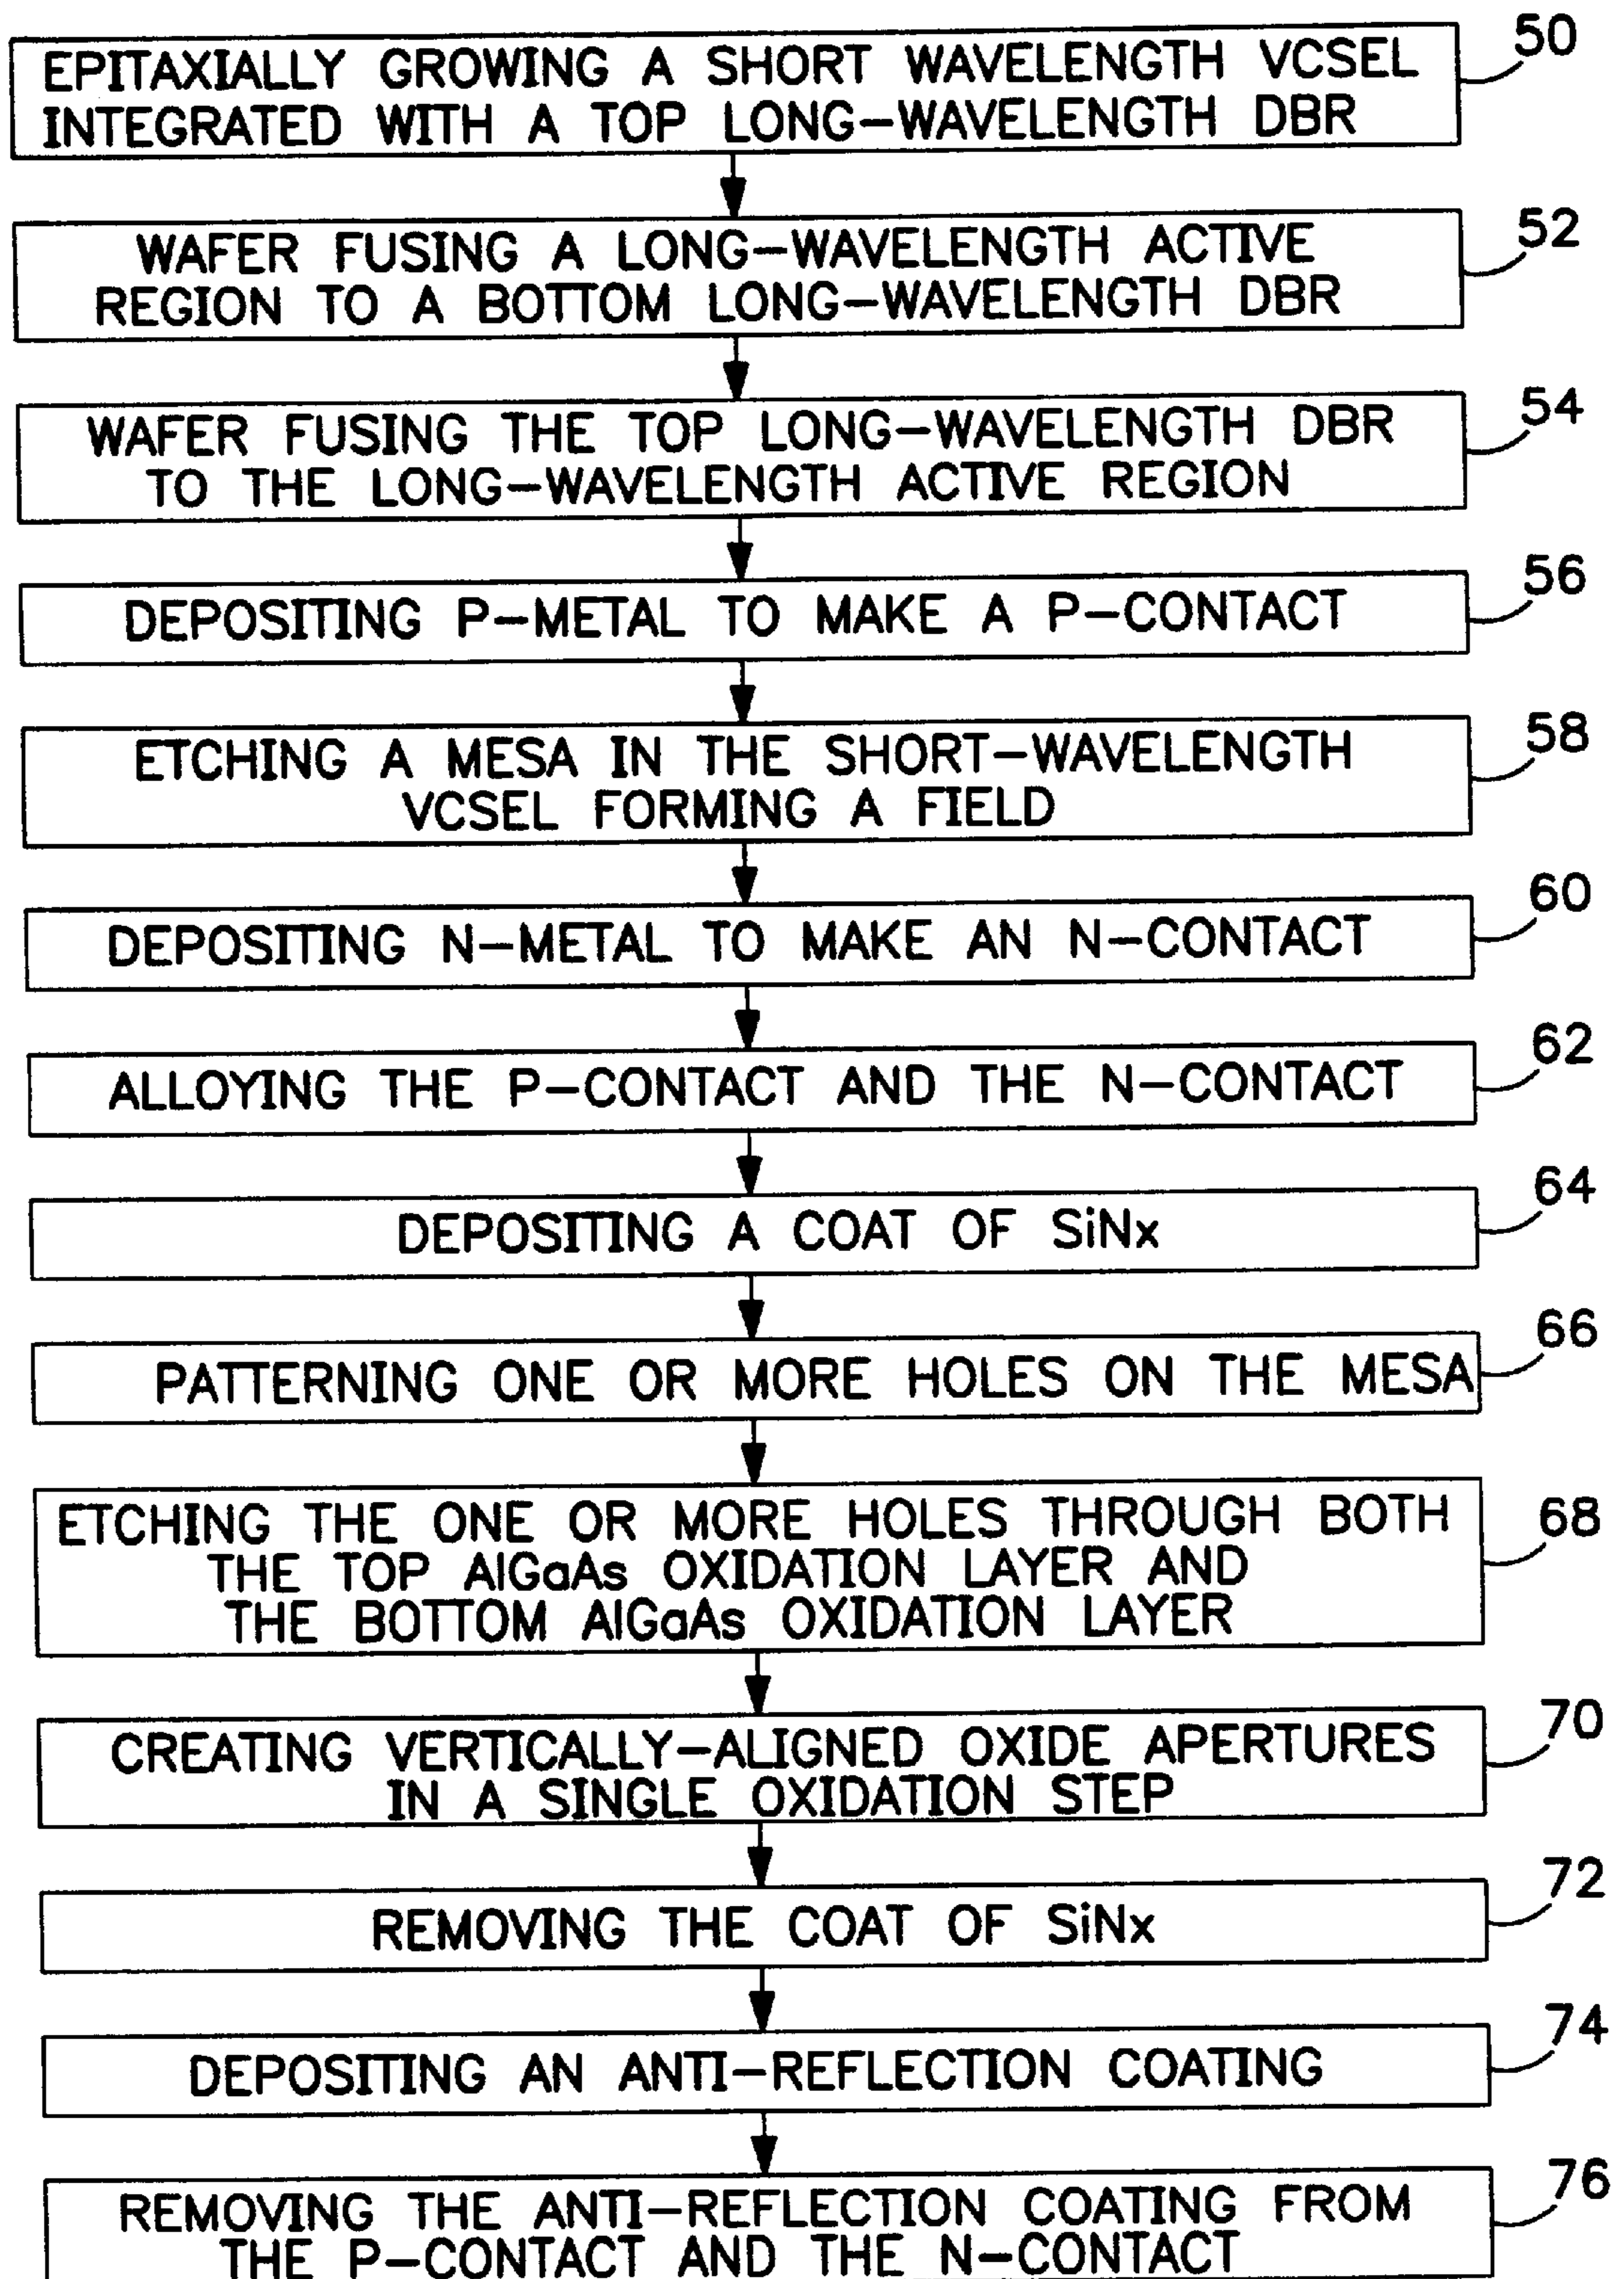 50
EPITAXIALLY GROWING A SHORT WAVELENGTH VCSEL
INTEGRATED WITH A TOP LONG-WAVELENGTH DBR
52
WAFER FUSING A LONG-WAVELENGTH ACTIVE
REGION TO A BOTTOM LONG-WAVELENGTH DBR
54
WAFER FUSING THE TOP LONG-WAVELENGTH DBR
TO THE LONG-WAVELENGTH ACTIVE REGION
56
DEPOSITING P-METAL TO MAKE A P-CONTACT
58
ETCHING A MESA IN THE SHORT-WAVELENGTH
VCSEL FORMING A FIELD
60
DEPOSITING N-METAL TO MAKE AN N-CONTACT
62
ALLOYING THE P-CONTACT AND THE N-CONTACT
64
DEPOSITING A COAT OF SiNx
66
PATTERNING ONE OR MORE HOLES ON THE MESA
68
ETCHING THE ONE OR MORE HOLES THROUGH BOTH
THE TOP AlGaAs OXIDATION LAYER AND
THE BOTTOM AlGaAs OXIDATION LAYER
70
CREATING VERTICALLY-ALIGNED OXIDE APERTURES
IN A SINGLE OXIDATION STEP
72
REMOVING THE COAT OF SiNx
74
DEPOSITING AN ANTI-REFLECTION COATING
76
REMOVING THE ANTI-REFLECTION COATING FROM
THE P-CONTACT AND THE N-CONTACT